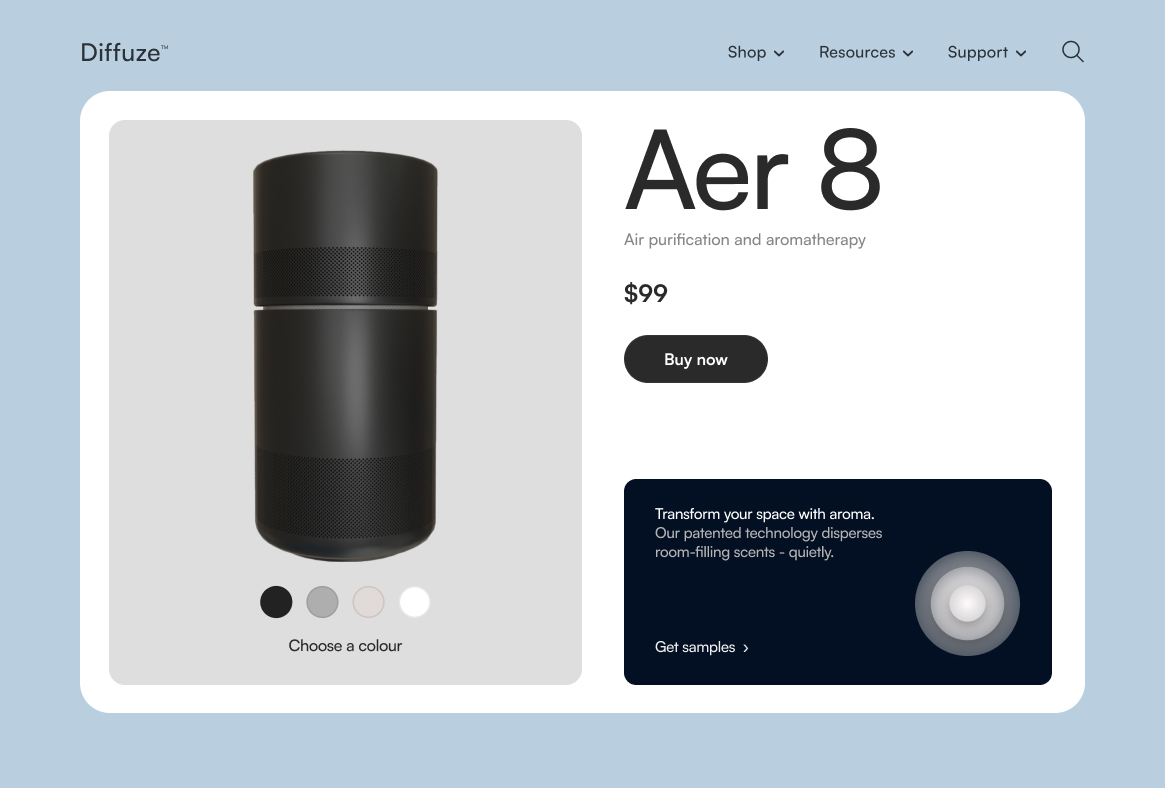 Diffuze™
Shop
Resources
Support
Aer 8
Air purification and aromatherapy
$99
Buy now
Choose a colour
Transform your space with aroma.
Our patented technology disperses
room-filling scents - quietly.
Get samples ›